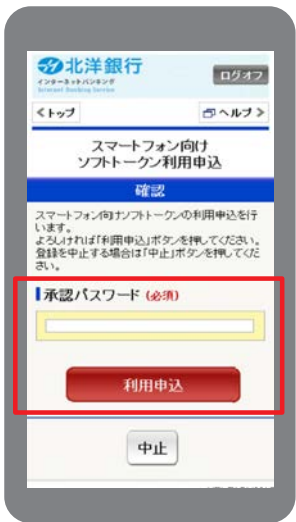 北洋銀行
インターネットバンキング
Internet Banking Service
ログオフ
≪トップ
ヘルプ≫
スマートフォン向け
ソフトトークン利用申込
確認
スマートフォン向けソフトトークンの利用申込を行
います。
よろしければ「利用申込」ボタンを押してください。
登録を中止する場合は「中止」ボタンを押してくだ
さい。
承認パスワード (必須)
利用申込
中止